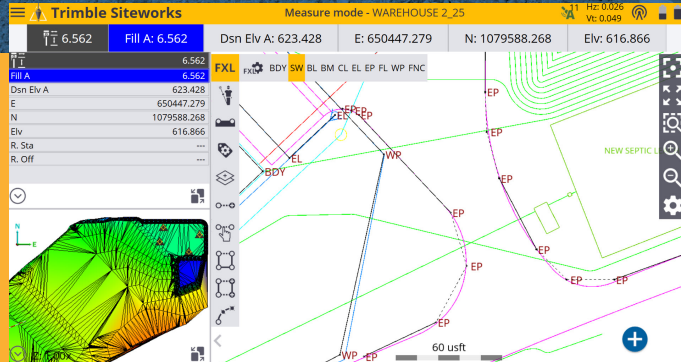 Trimble Siteworks
Measure mode - WAREHOUSE 2_25
11
Hz: 0.026
Vt: 0.049
6.562
Fill A: 6.562
Dsn Elv A: 623.428
E: 650447.279
N: 1079588.268
Elv: 616.866
6.562
Fill A 6.562
Dsn Elv A 623.428
E 650447.279
N 1079588.268
Elv 616.866
R. Sta ---
R. Off ---
FXL
FXL
BDY SW BL BM CL EL EP FL WP FNC
EP
EP
EP
EP
EL
WP
EL
BDY
EP
NEW SEPTIC
EP
EP
EP
EP
EP
EP
EP
WP
EP
N
E
60 usft